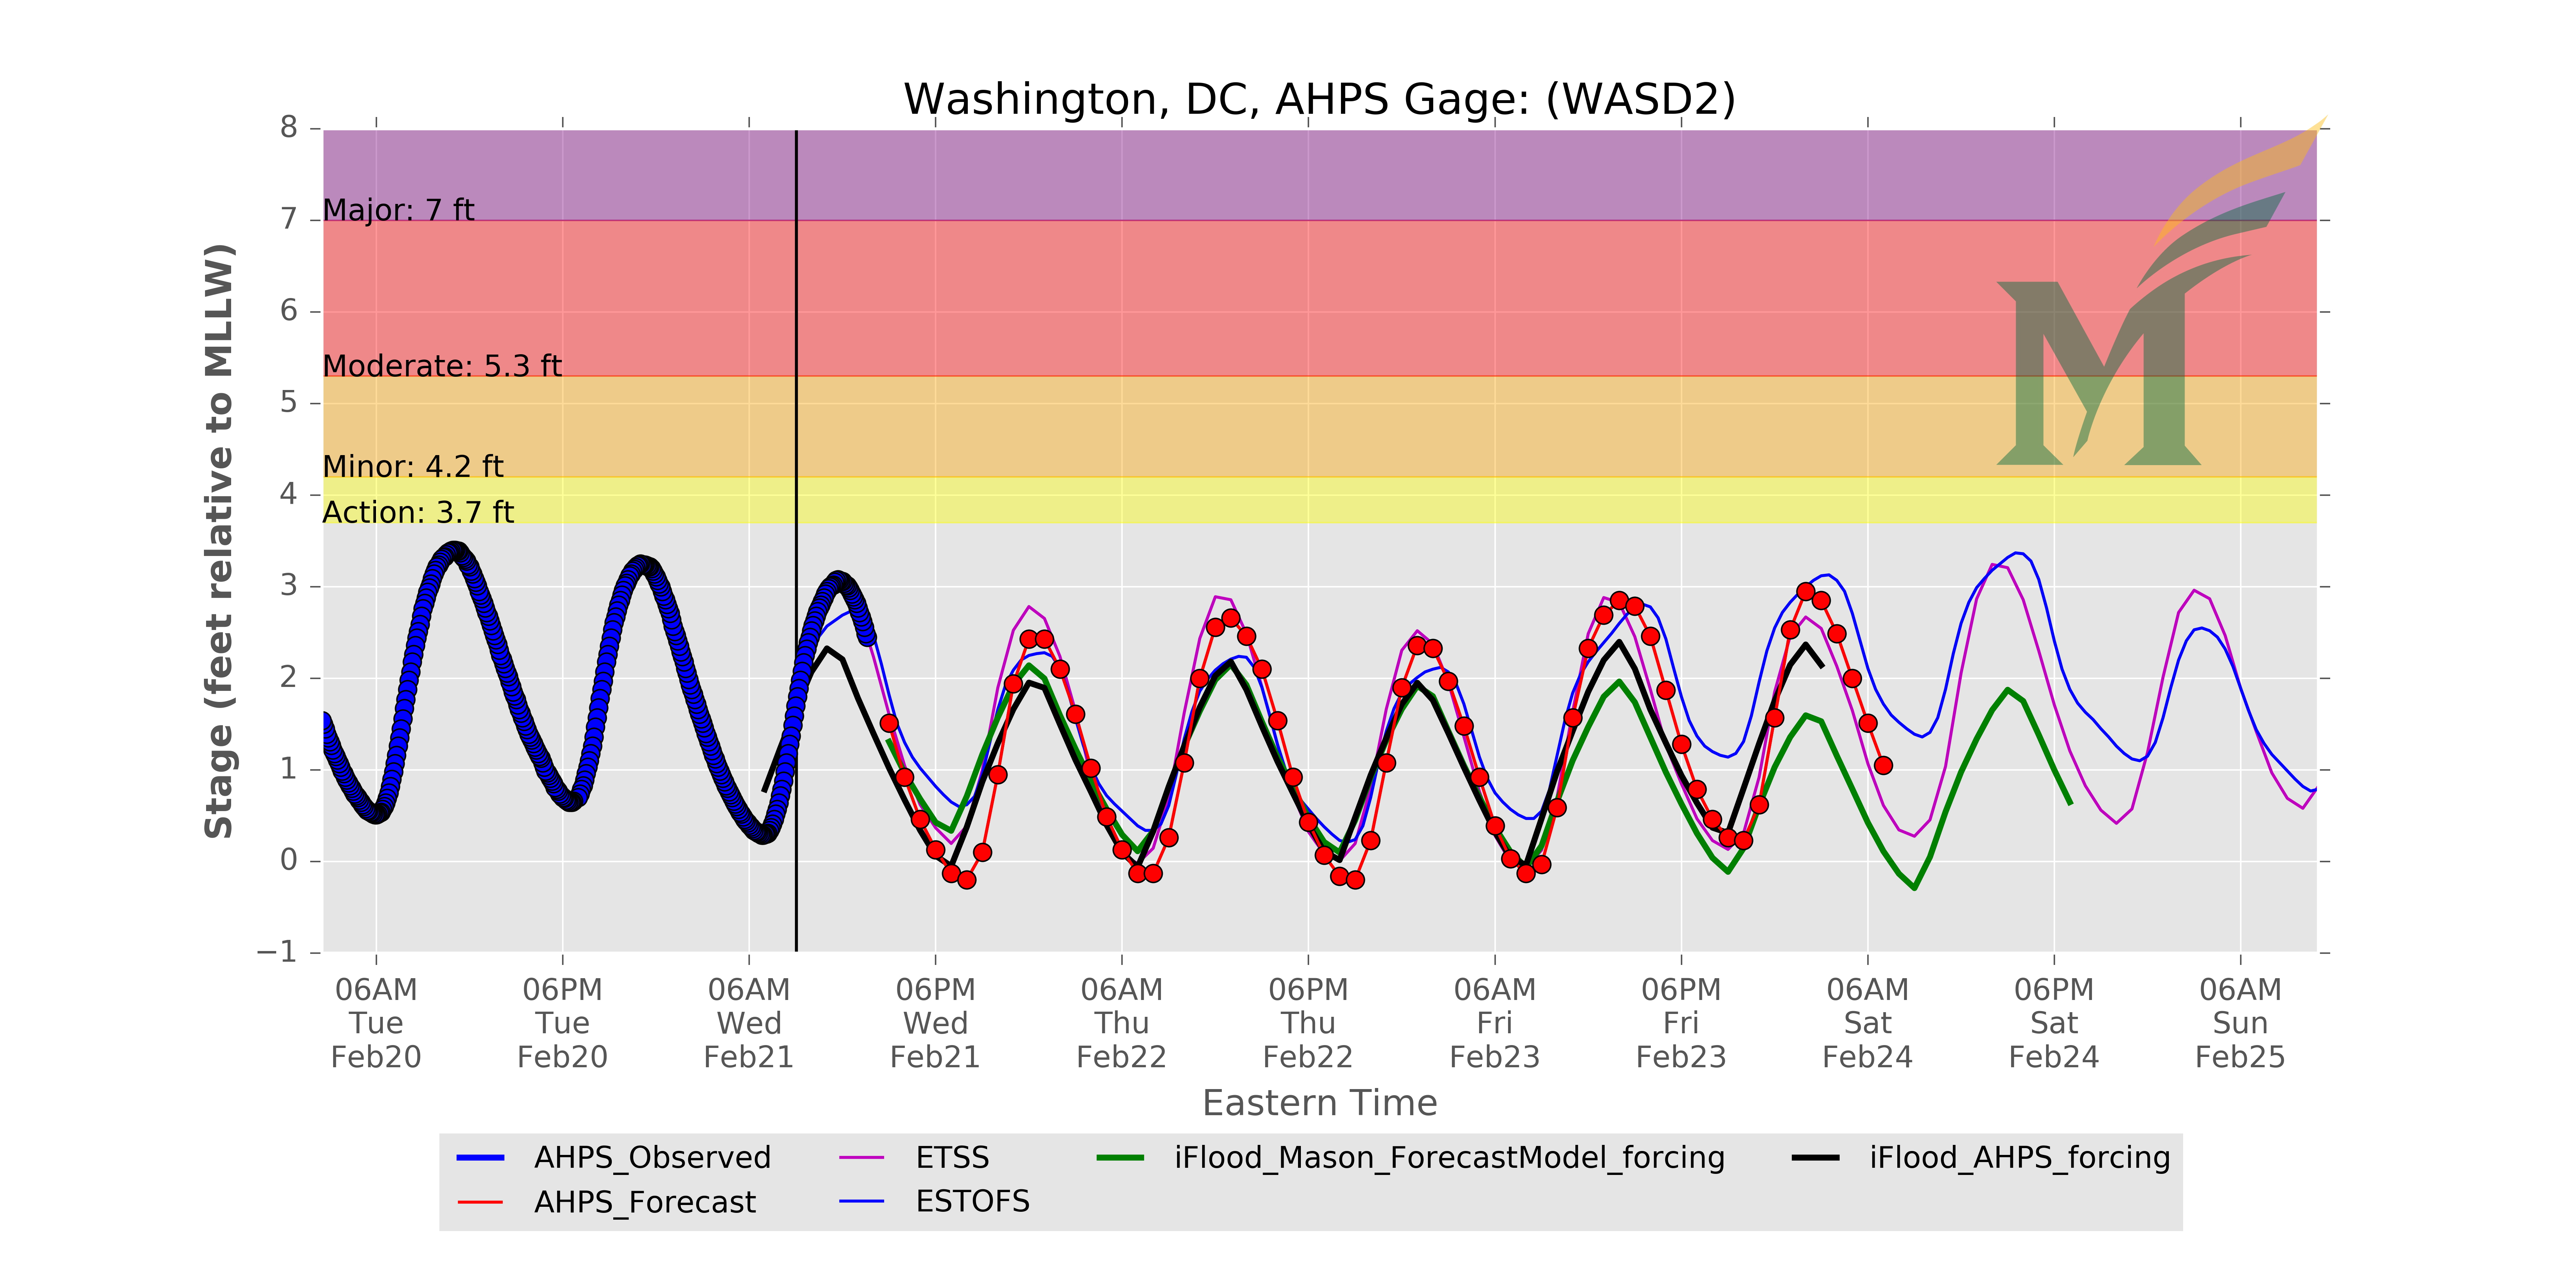 Washington, DC, AHPS Gage: (WASD2)
8
7
6
5
4
3
2
1
0
−1
Stage (feet relative to MLLW)
Major: 7 ft
Moderate: 5.3 ft
Minor: 4.2 ft
Action: 3.7 ft
06AM 06PM 06AM 06PM 06AM 06PM 06AM 06PM 06AM 06PM 06AM
Tue Tue Wed Wed Thu Thu Fri Fri Sat Sat Sun
Feb20 Feb20 Feb21 Feb21 Feb22 Feb22 Feb23 Feb23 Feb24 Feb24 Feb25
Eastern Time
AHPS_Observed ETSS iFlood_Mason_ForecastModel_forcing iFlood_AHPS_forcing
AHPS_Forecast ESTOFS